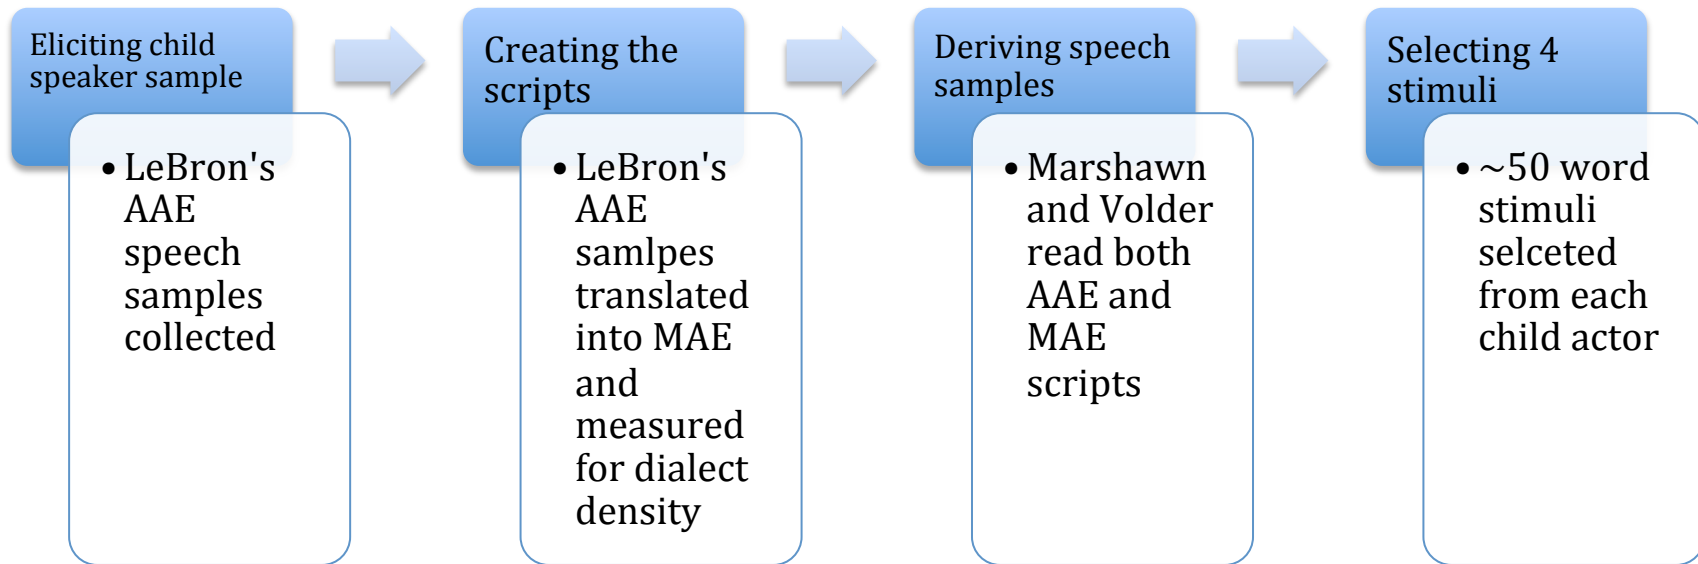 Eliciting child
speaker sample
• LeBron's
AAE
speech
samples
collected
Creating the
scripts
• LeBron's
AAE
samlpes
translated
into MAE
and
measured
for dialect
density
Deriving speech
samples
• Marshawn
and Volder
read both
AAE and
MAE
scripts
Selecting 4
stimuli
• ~50 word
stimuli
selceted
from each
child actor